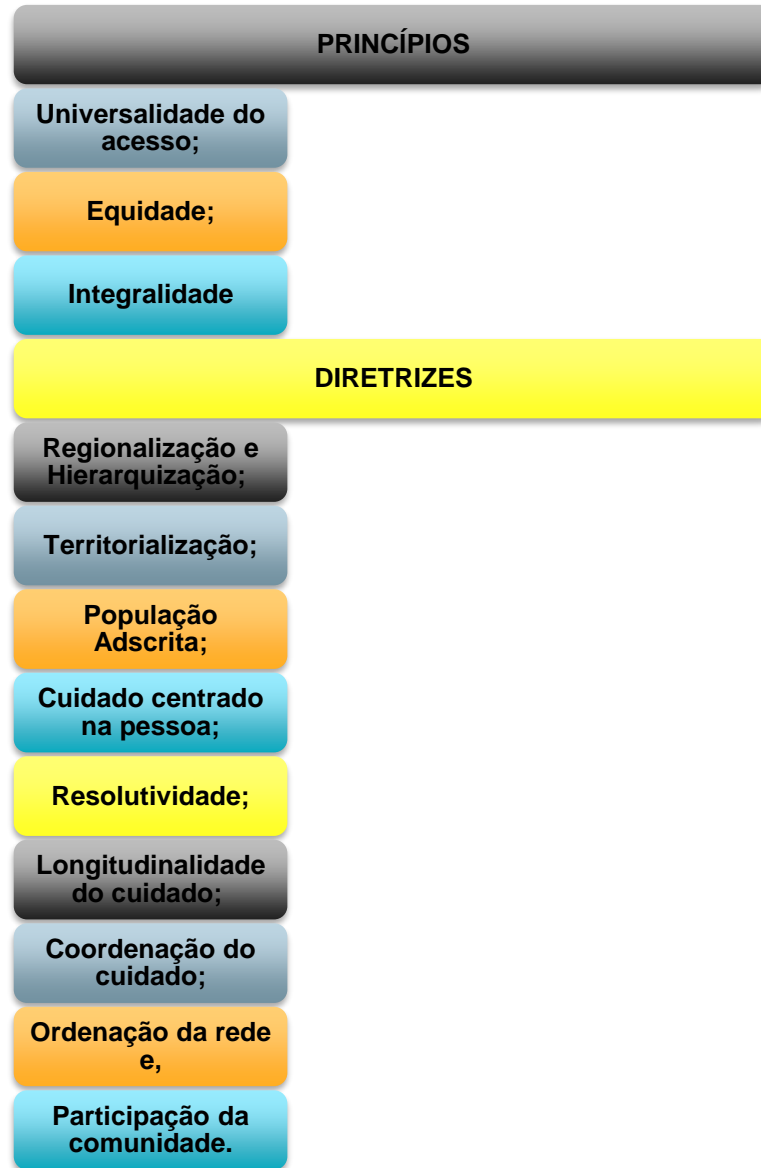 PRINCÍPIOS
Universalidade do
acesso;
Equidade;
Integralidade
DIRETRIZES
Regionalização e
Hierarquização;
Territorialização;
População
Adscrita;
Cuidado centrado
na pessoa;
Resolutividade;
Longitudinalidade
do cuidado;
Coordenação do
cuidado;
Ordenação da rede
e,
Participação da
comunidade.